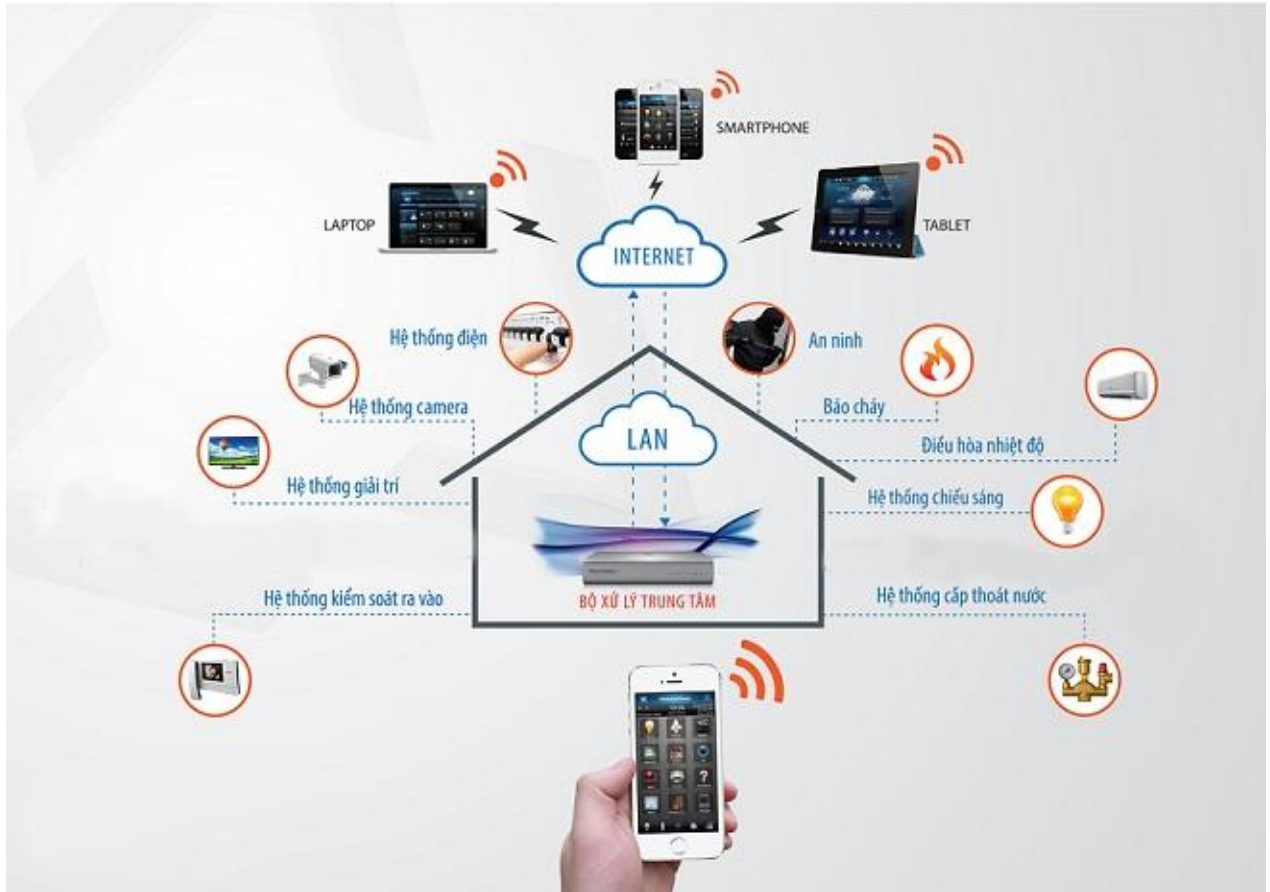 SMARTPHONE
LAPTOP
TABLET
INTERNET
Hệ thống điện
An ninh
Hệ thống camera
Báo cháy
LAN
Điều hòa nhiệt độ
Hệ thống giải trí
Hệ thống chiếu sáng
BỘ XỬ LÝ TRUNG TÂM
Hệ thống kiểm soát ra vào
Hệ thống cấp thoát nước